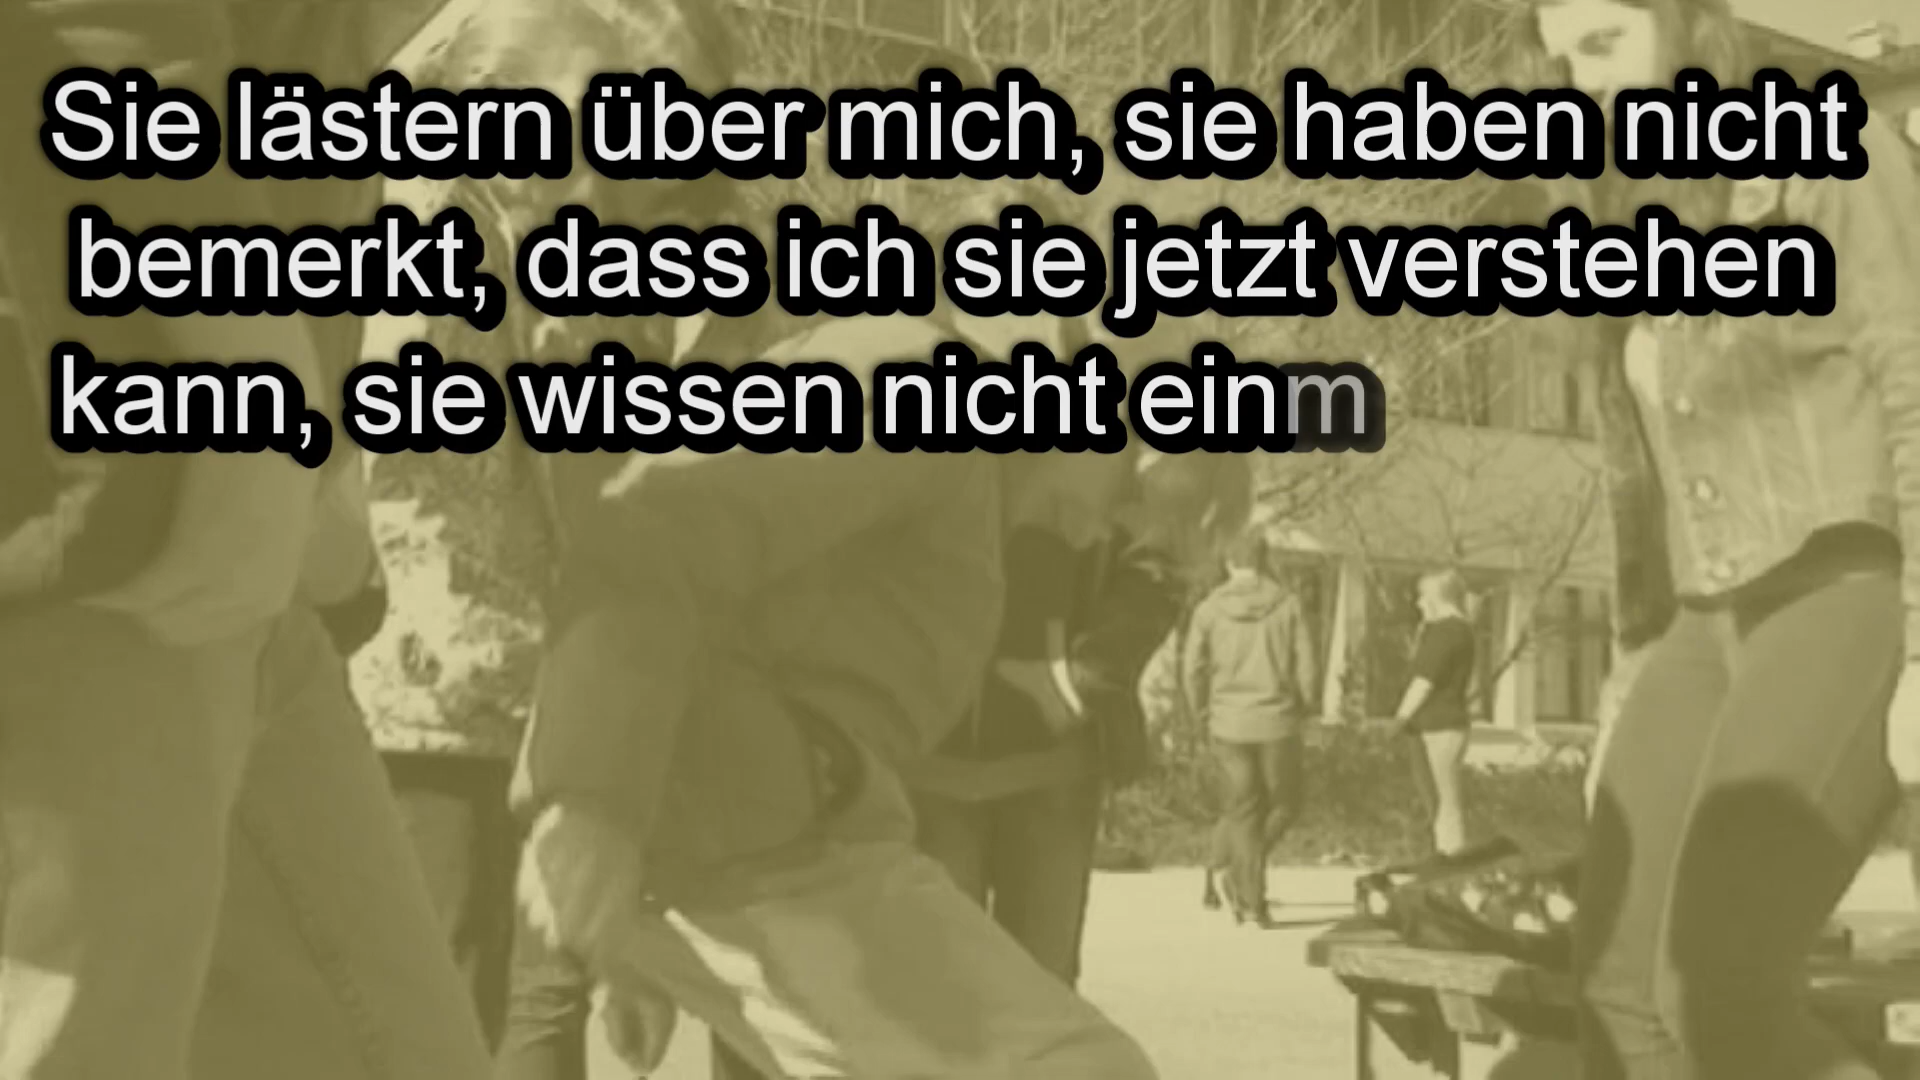 Sie lästern über mich, sie haben nicht
bemerkt, dass ich sie jetzt verstehen
kann, sie wissen nicht einm